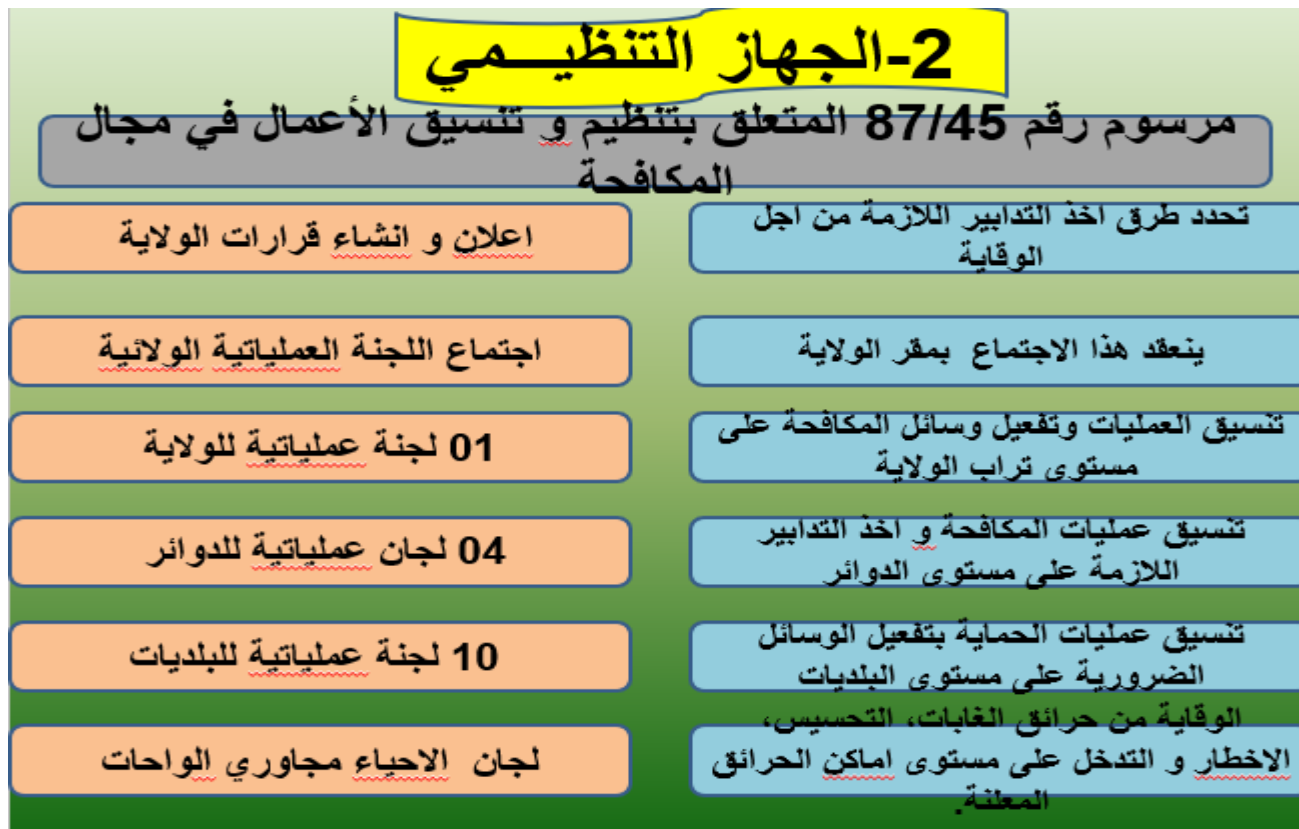 2-الجهاز التنظيـــمي
مرسوم رقم 87/45 المتعلق بتنظيم و تنسيق الأعمال في مجال
المكافحة
تحدد طرق اخذ التدابير اللازمة من اجل
الوقاية
اعلان و انشاء قرارات الولاية
ينعقد هذا الاجتماع بمقر الولاية
اجتماع اللجنة العملياتية الولائية
تنسيق العمليات وتفعيل وسائل المكافحة على
مستوى تراب الولاية
01 لجنة عملياتية للولاية
تنسيق عمليات المكافحة و اخذ التدابير
اللازمة على مستوى الدوائر
04 لجان عملياتية للدوائر
تنسيق عمليات الحماية بتفعيل الوسائل
الضرورية على مستوى البلديات
10 لجنة عملياتية للبلديات
الوقاية من حرائق الغابات، التحسيس،
الاخطار و التدخل على مستوى اماكن الحرائق
المعلنة.
لجان الاحياء مجاوري الواحات